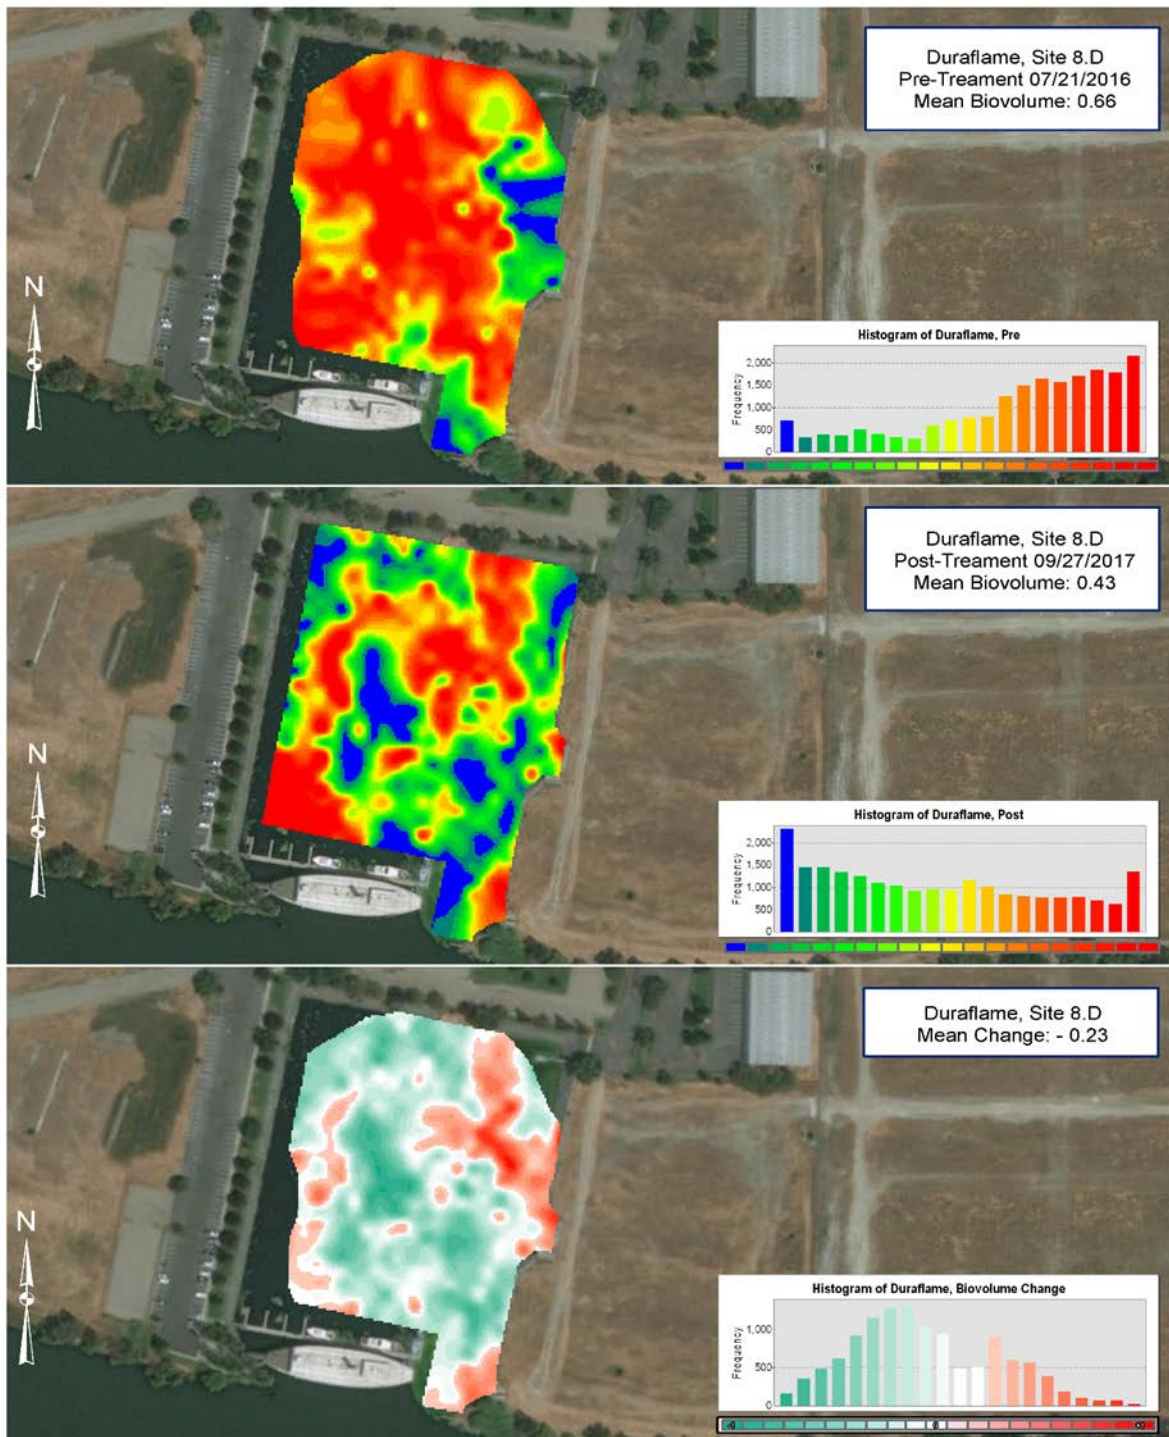 Duraflame, Site 8.D
Pre-Treament 07/21/2016
Mean Biovolume: 0.66
N
Histogram of Duraflame, Pre
Frequency
2,000
1,500
1,000
500
0
Duraflame, Site 8.D
Post-Treament 09/27/2017
Mean Biovolume: 0.43
N
Histogram of Duraflame, Post
Frequency
2,000
1,500
1,000
500
0
Duraflame, Site 8.D
Mean Change: - 0.23
N
Histogram of Duraflame, Biovolume Change
Frequency
1,000
500
0